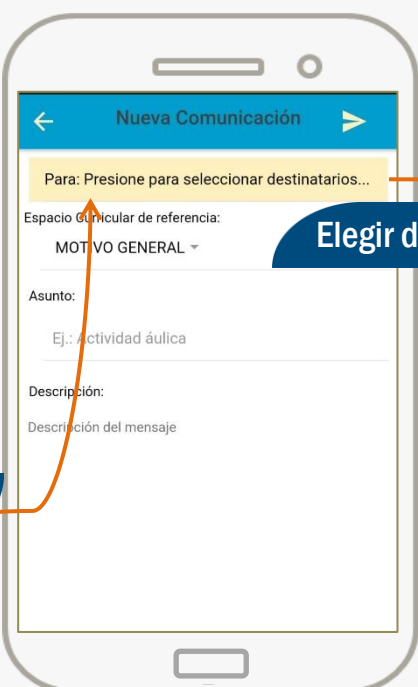 Nueva Comunicación
Para: Presione para seleccionar destinatarios...
Espacio Curricular de referencia:
MOTIVO GENERAL
Elegir d
Asunto:
Ej.: Actividad áulica
Descripción:
Descripción del mensaje